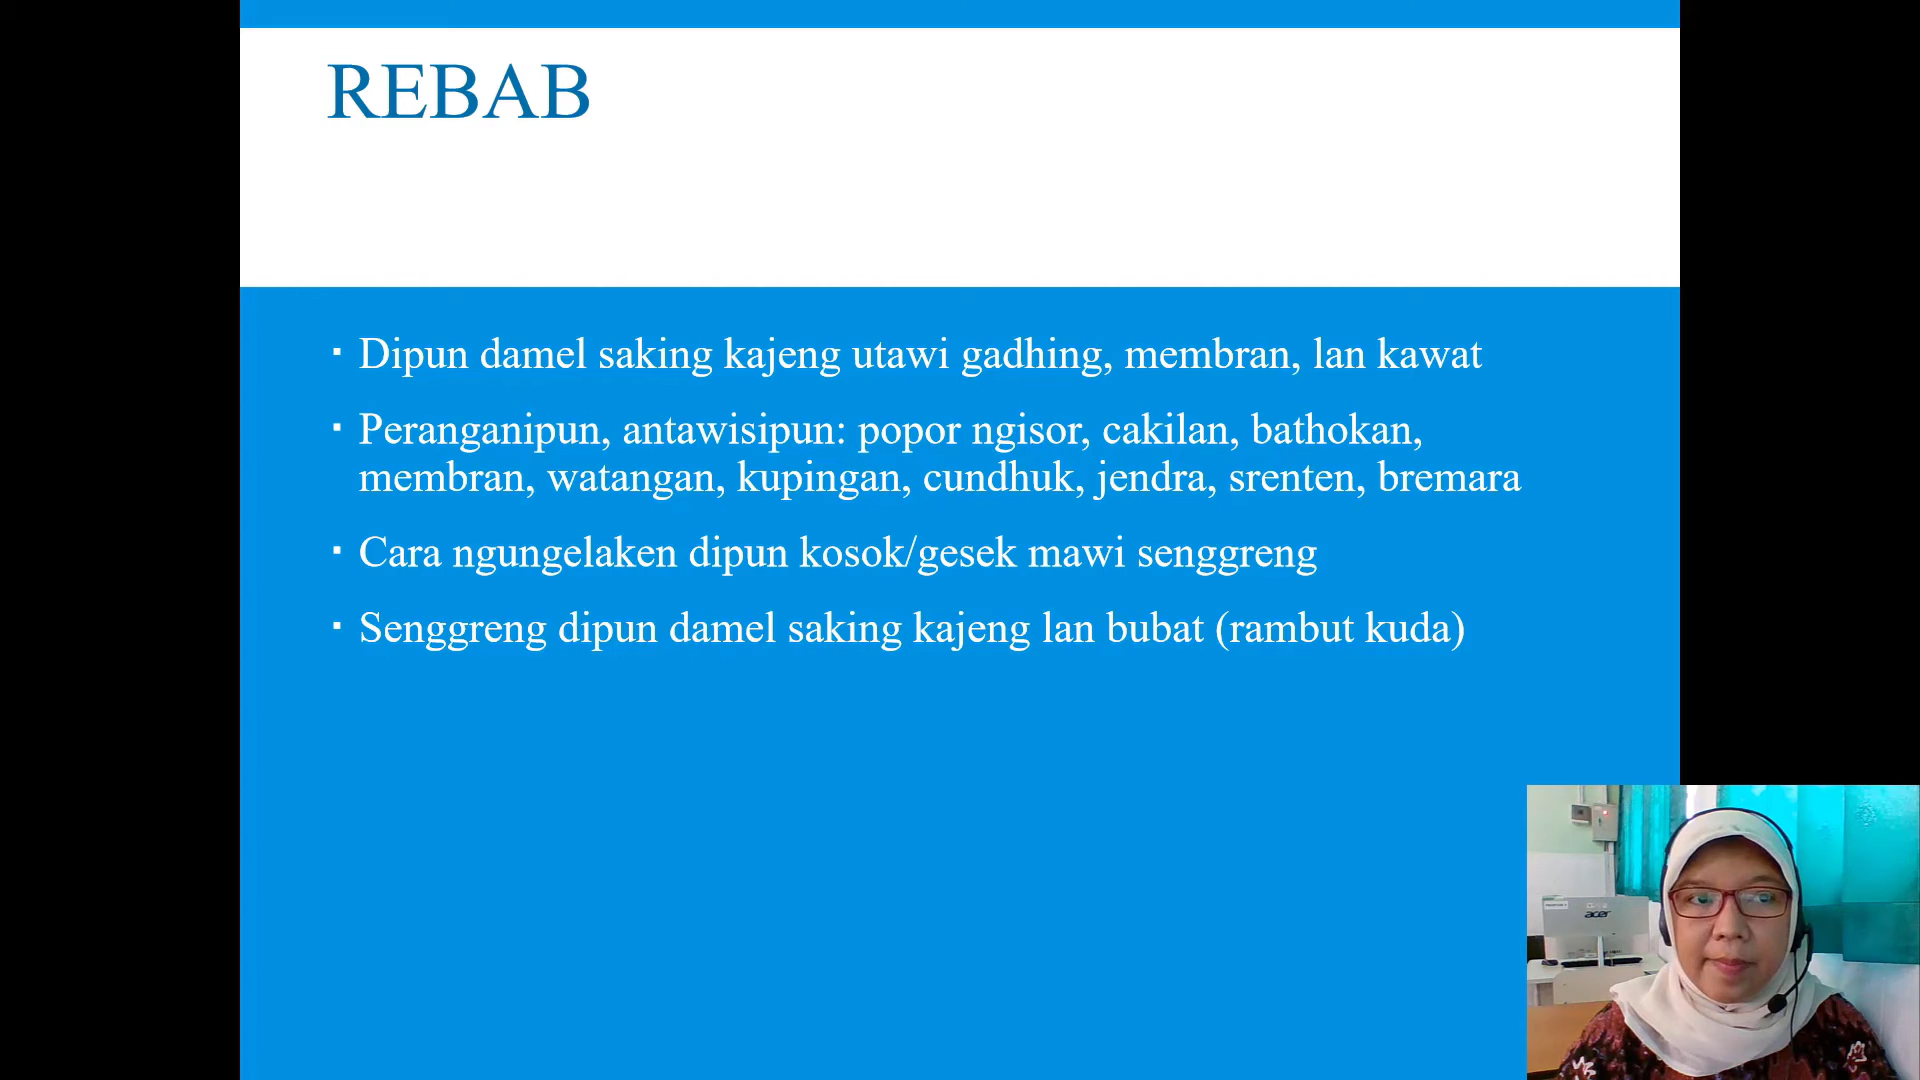 REBAB
▪ Dipun damel saking kajeng utawi gadhing, membran, lan kawat
▪ Peranganipun, antawisipun: popor ngisor, cakilan, bathokan,
membran, watangan, kupingan, cundhuk, jendra, srenten, bremara
▪ Cara ngungelaken dipun kosok/gesek mawi senggreng
▪ Senggreng dipun damel saking kajeng lan bubat (rambut kuda)
acer